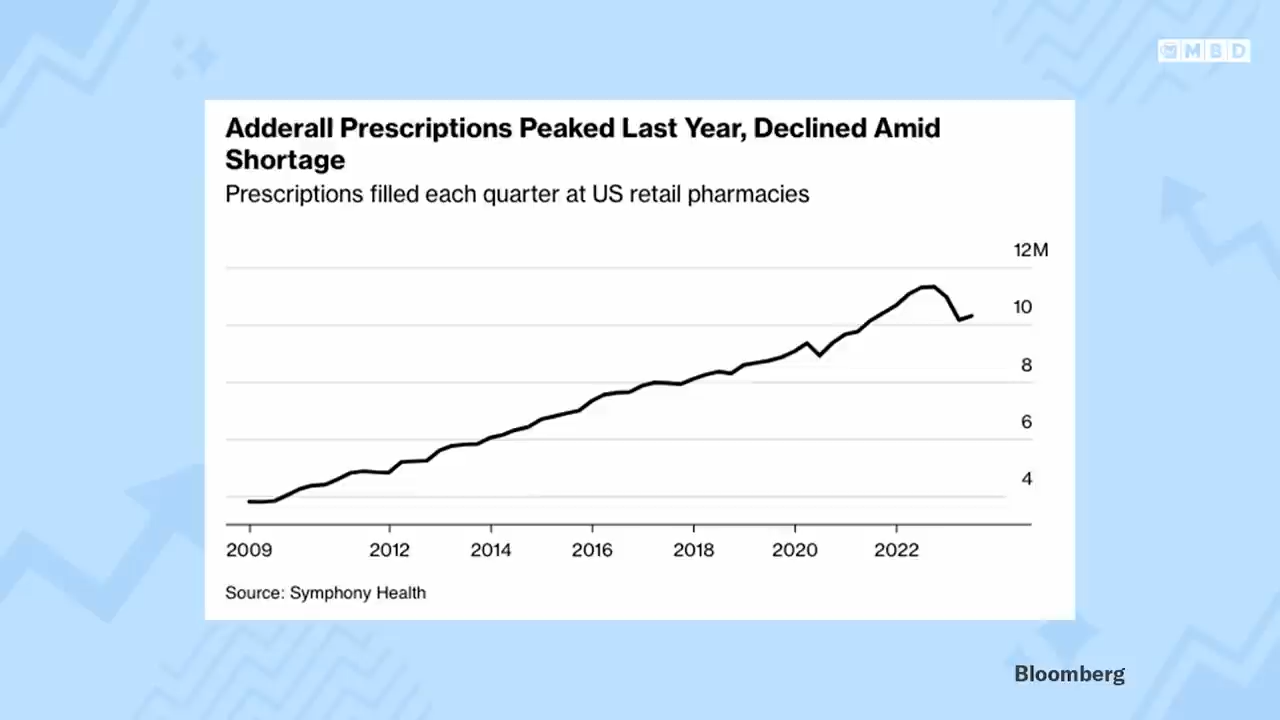 MBD
Adderall Prescriptions Peaked Last Year, Declined Amid
Shortage
Prescriptions filled each quarter at US retail pharmacies
12M
10
8
6
4
2009 2012 2014 2016 2018 2020 2022
Source: Symphony Health
Bloomberg